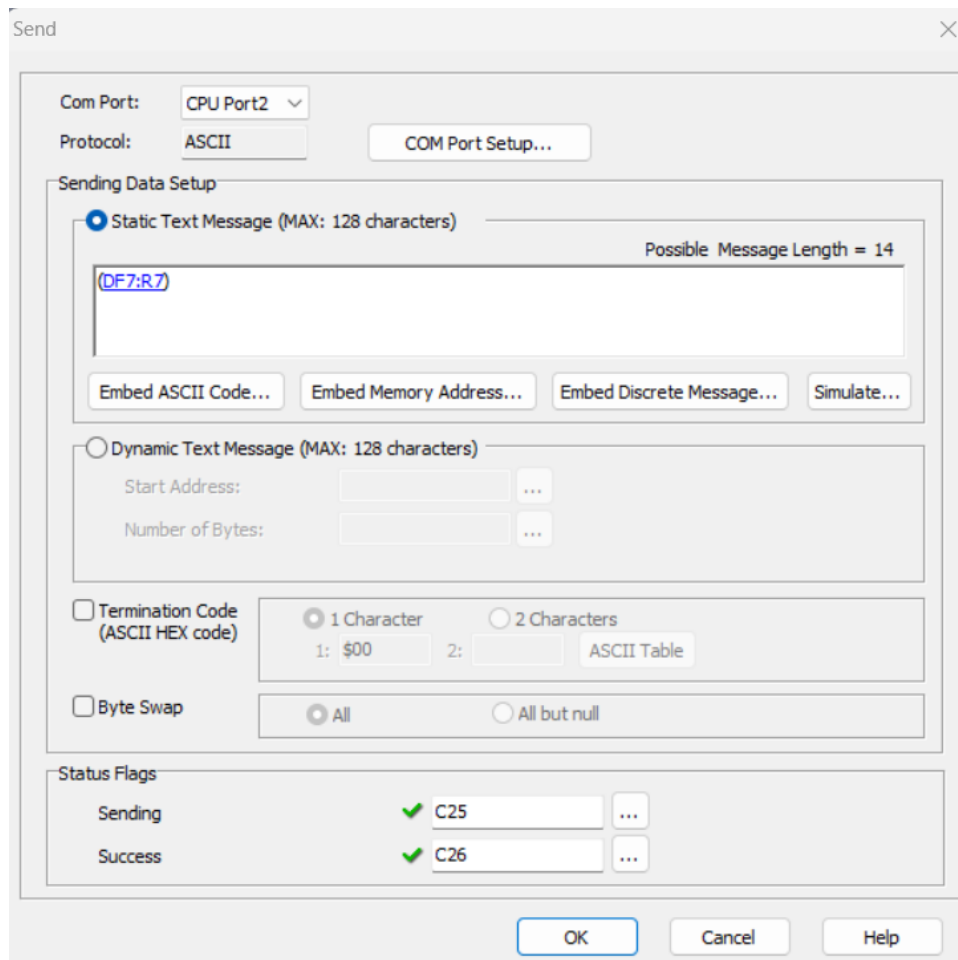 Send
Com Port: CPU Port2
Protocol: ASCII COM Port Setup...
Sending Data Setup
Static Text Message (MAX: 128 characters)
Possible Message Length = 14
(DF7:R7)
Embed ASCII Code... Embed Memory Address... Embed Discrete Message... Simulate...
Dynamic Text Message (MAX: 128 characters)
Start Address: ...
Number of Bytes: ...
Termination Code 1 Character 2 Characters
(ASCII HEX code) 1: $00 2: ASCII Table
Byte Swap All All but null
Status Flags
Sending C25 ...
Success C26 ...
OK Cancel Help